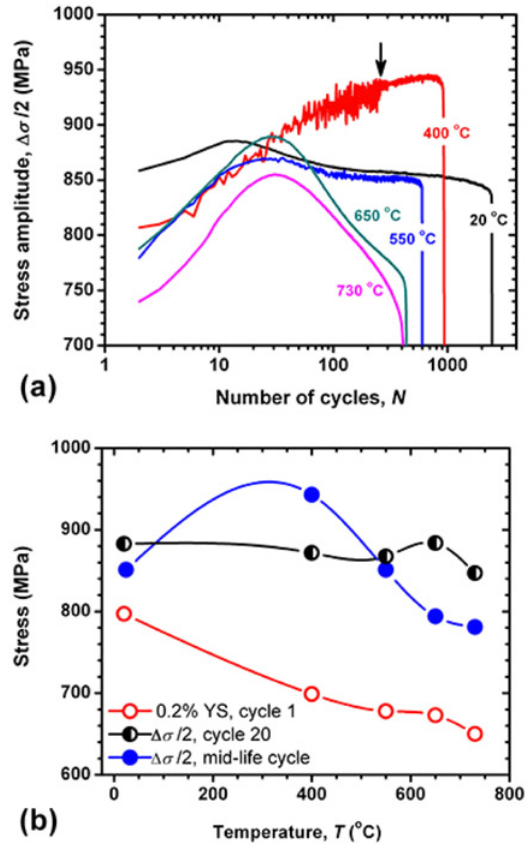 1000
950
900
850
800
750
700
Stress amplitude, Δσ/2 (MPa)
400 °C
20 °C
650 °C
550 °C
730 °C
1
10
100
1000
Number of cycles, N
(a)
1000
900
800
700
600
Stress (MPa)
0.2% YS, cycle 1
Δσ/2, cycle 20
Δσ/2, mid-life cycle
0
200
400
600
800
Temperature, T (°C)
(b)